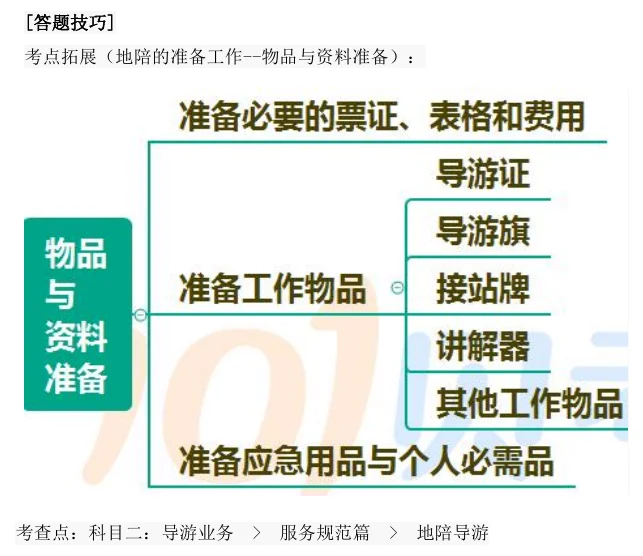 [答题技巧]
考点拓展（地陪的准备工作--物品与资料准备）：
准备必要的票证、表格和费用
导游证
导游旗
物品
与
资料
准备
准备工作物品
接站牌
讲解器
其他工作物品
准备应急用品与个人必需品
考查点：科目二：导游业务 > 服务规范篇 > 地陪导游